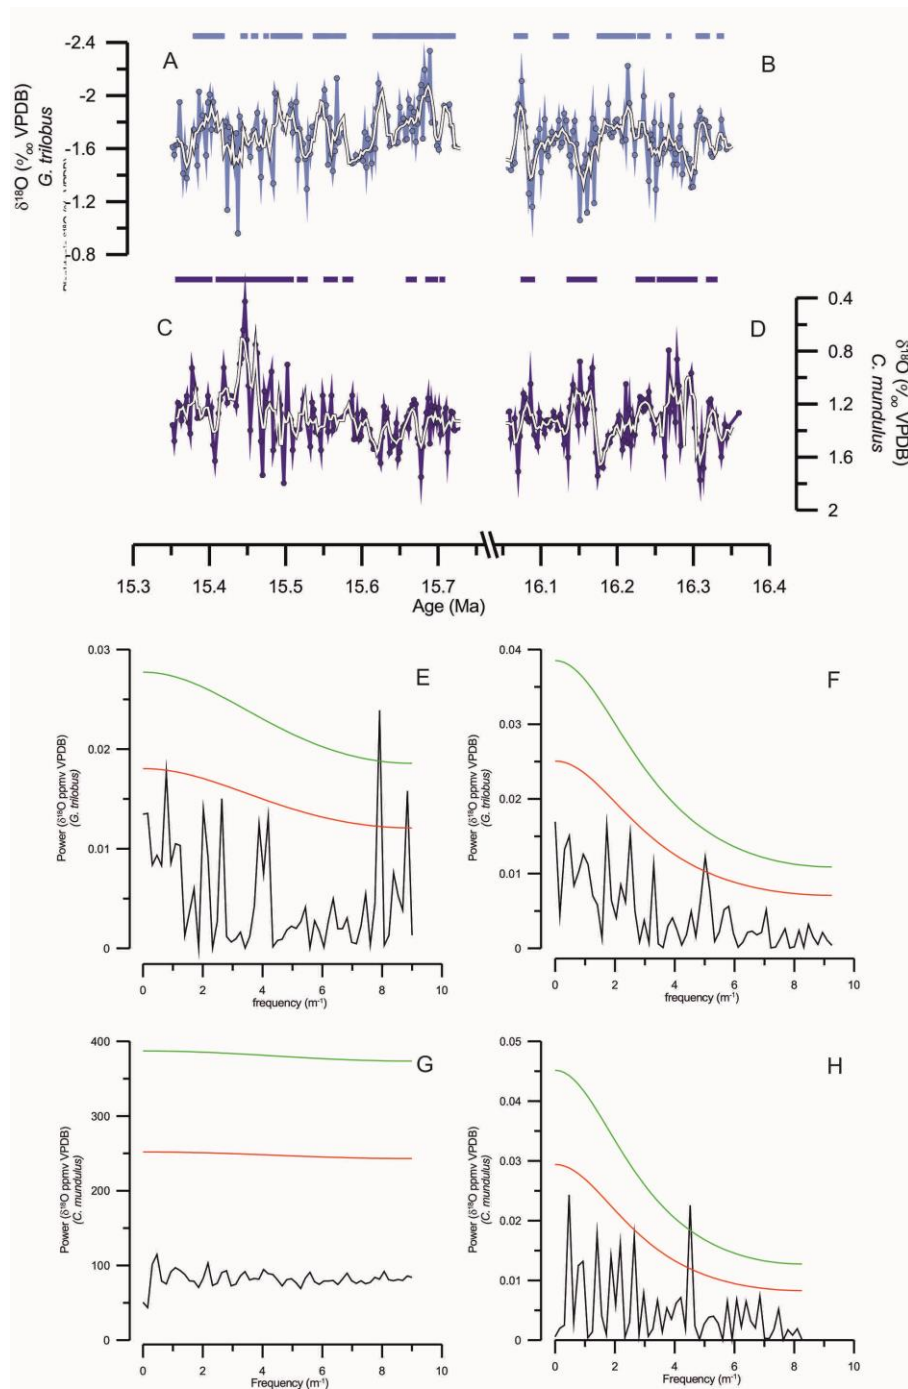 A
B
-2.4
-2
-1.6
-1.2
-0.8
δ¹⁸O (‰ VPDB)
G. trilobus
C
D
0.4
0.8
1.2
1.6
2
δ¹⁸O (‰ VPDB)
C. mundulus
15.3 15.4 15.5 15.6 15.7 16.1 16.2 16.3 16.4
Age (Ma)
E
0.03
0.02
0.01
0
Power (δ¹⁸O ppmv VPDB)
(G. trilobus)
0 2 4 6 8 10
frequency (m⁻¹)
F
0.04
0.03
0.02
0.01
0
Power (δ¹⁸O ppmv VPDB)
(G. trilobus)
0 2 4 6 8 10
frequency (m⁻¹)
G
400
300
200
100
0
Power (δ¹⁸O ppmv VPDB)
(C. mundulus)
0 2 4 6 8 10
Frequency (m⁻¹)
H
0.05
0.04
0.03
0.02
0.01
0
Power (δ¹⁸O ppmv VPDB)
(C. mundulus)
0 2 4 6 8 10
Frequency (m⁻¹)